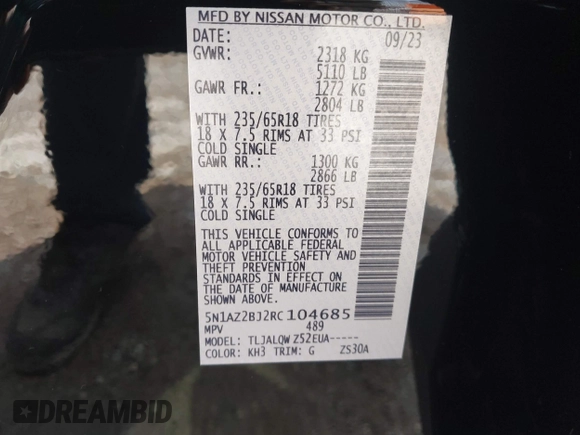 MFD BY NISSAN MOTOR CO., LTD.
DATE: 09/23
GVWR: 2318 KG
5110 LB
GAWR FR.: 1272 KG
2804 LB
WITH 235/65R18 TIRES
18 X 7.5 RIMS AT 33 PSI
COLD SINGLE
GAWR RR.: 1300 KG
2866 LB
WITH 235/65R18 TIRES
18 X 7.5 RIMS AT 33 PSI
COLD SINGLE
THIS VEHICLE CONFORMS TO
ALL APPLICABLE FEDERAL
MOTOR VEHICLE SAFETY AND
THEFT PREVENTION
STANDARDS IN EFFECT ON
THE DATE OF MANUFACTURE
SHOWN ABOVE.
5N1AZ2BJ2RC104685
MPV 489
MODEL: TLJALQW Z52EUA-----
COLOR: KH3 TRIM: G ZS30A
DREAMBID